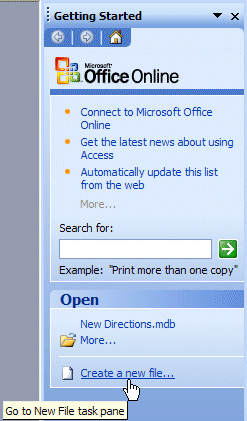 Getting Started
Microsoft
Office Online
Connect to Microsoft Office
Online
Get the latest news about using
Access
Automatically update this list
from the web
More...
Search for:
Example: "Print more than one copy"
Open
New Directions.mdb
More...
Create a new file...
Go to New File task pane